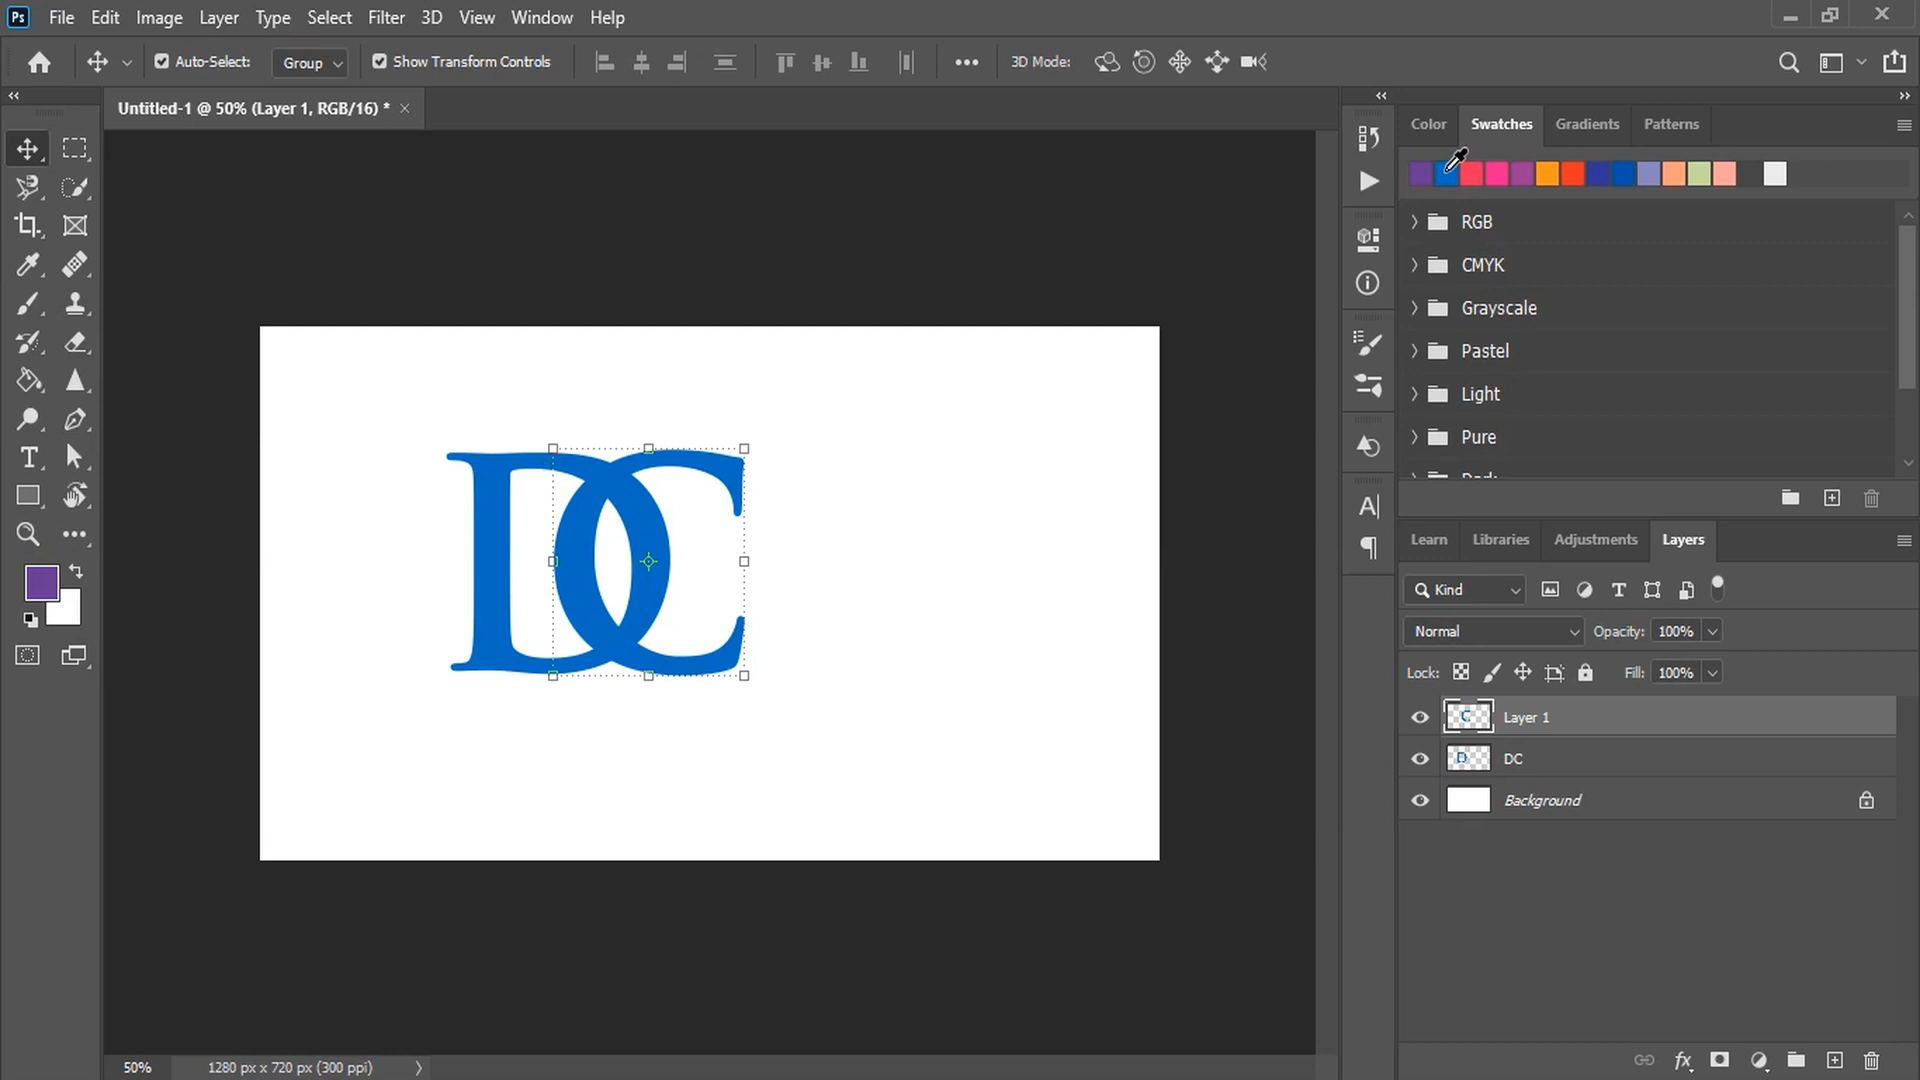 Ps File Edit Image Layer Type Select Filter 3D View Window Help
Auto-Select: Group Show Transform Controls 3D Mode:
Untitled-1 @ 50% (Layer 1, RGB/16) *
Color Swatches Gradients Patterns
RGB
CMYK
Grayscale
Pastel
Light
Pure
Dark
DC
Learn Libraries Adjustments Layers
Kind
Normal Opacity: 100%
Lock: Fill: 100%
Layer 1
DC
Background
50% 1280 px x 720 px (300 ppi)